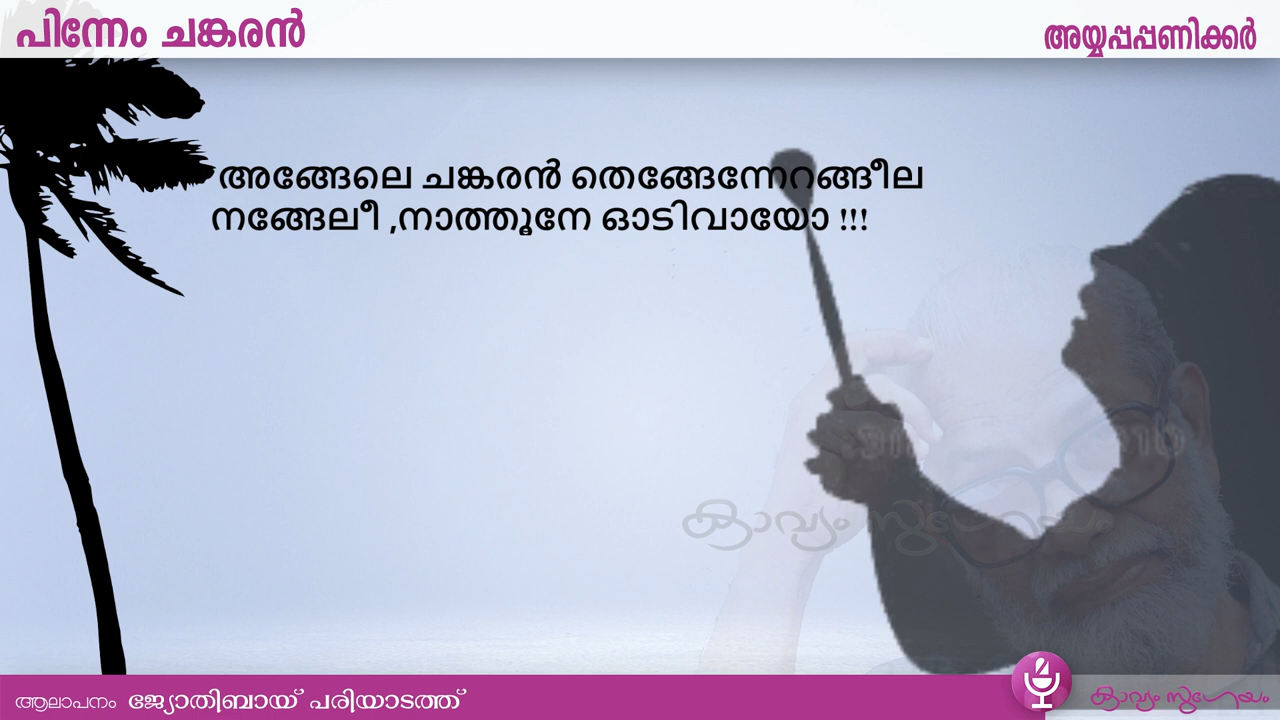 പിന്നേം ചങ്കരൻ
അയ്യപ്പപ്പണിക്കർ
അങ്ങേലെ ചങ്കരൻ തെങ്ങേന്നേറങ്ങീല
നങ്ങേലീ ,നാത്തൂനേ ഓടിവായോ !!!
കാവ്യം സുഗേയം
ആലാപനം ജ്യോതിബായ് പരിയാടത്ത്
കാവ്യം സുഗേയം